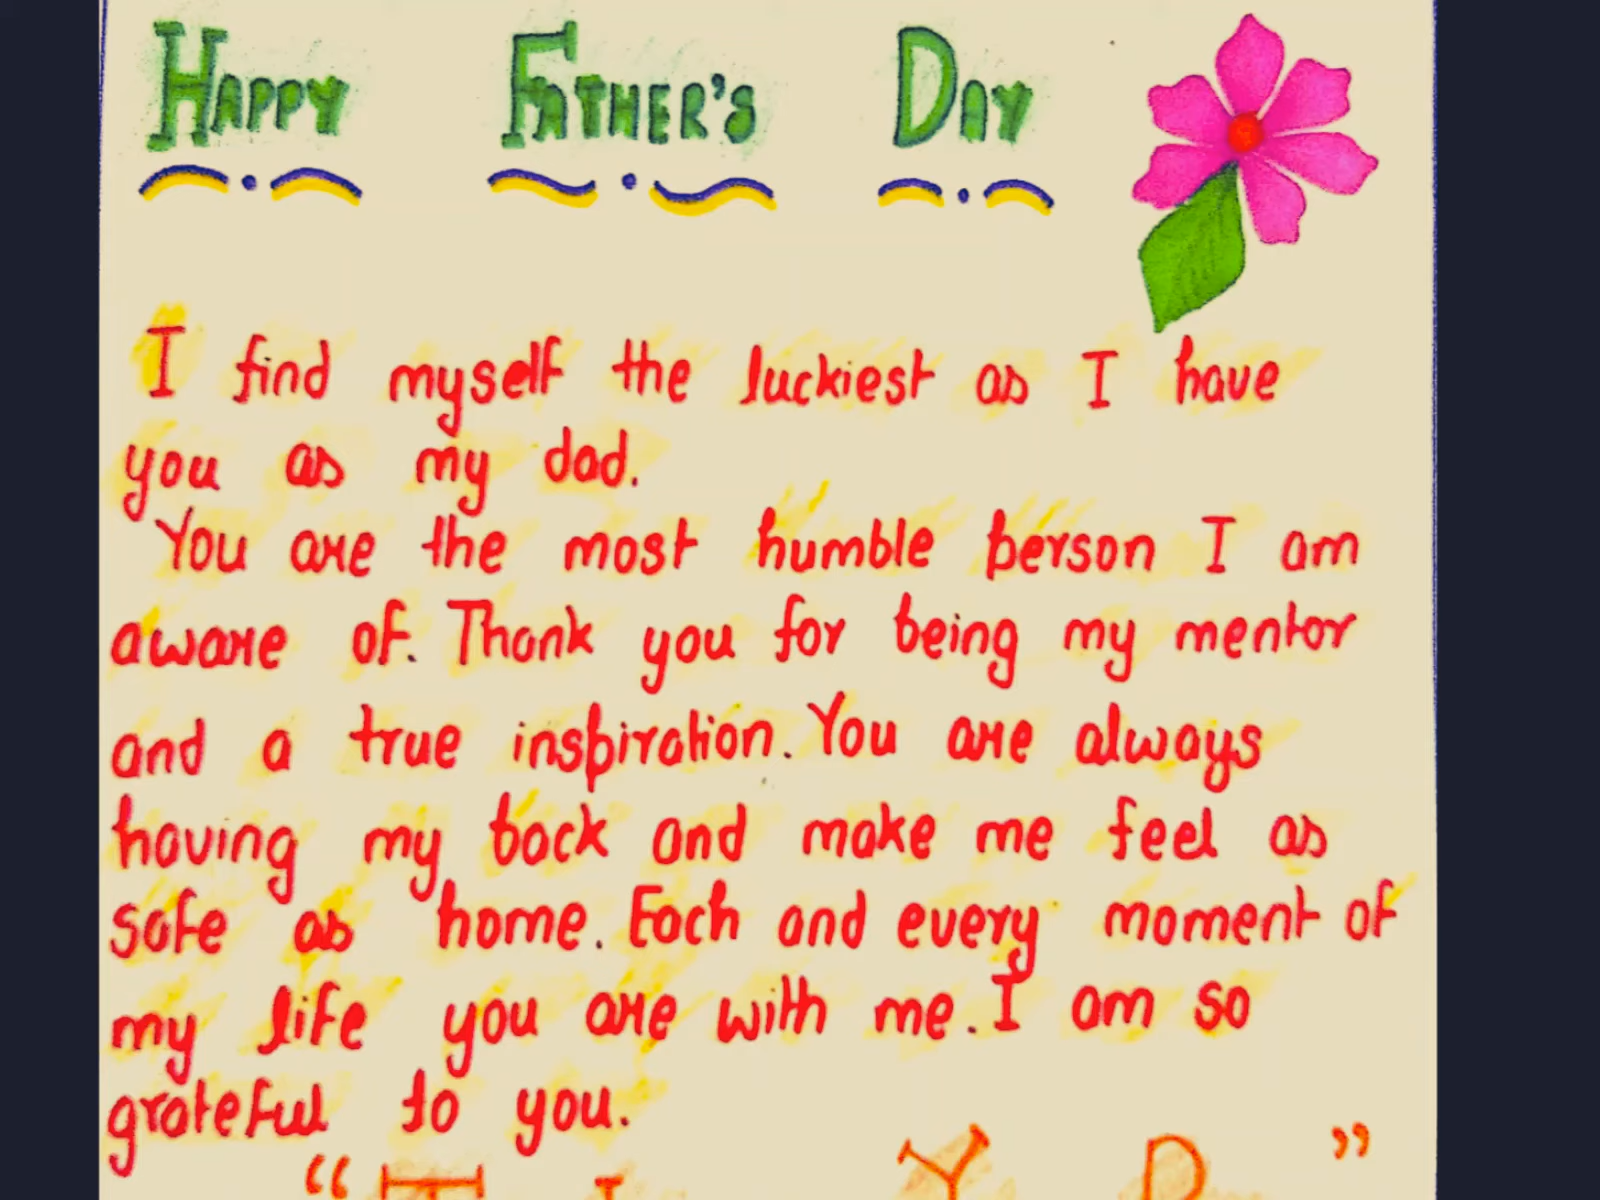 HAPPY FATHER'S DAY
I find myself the luckiest as I have
you as my dad.
You are the most humble person I am
aware of. Thank you for being my mentor
and a true inspiration. You are always
having my back and make me feel as
safe as home. Each and every moment of
my life you are with me. I am so
grateful to you.